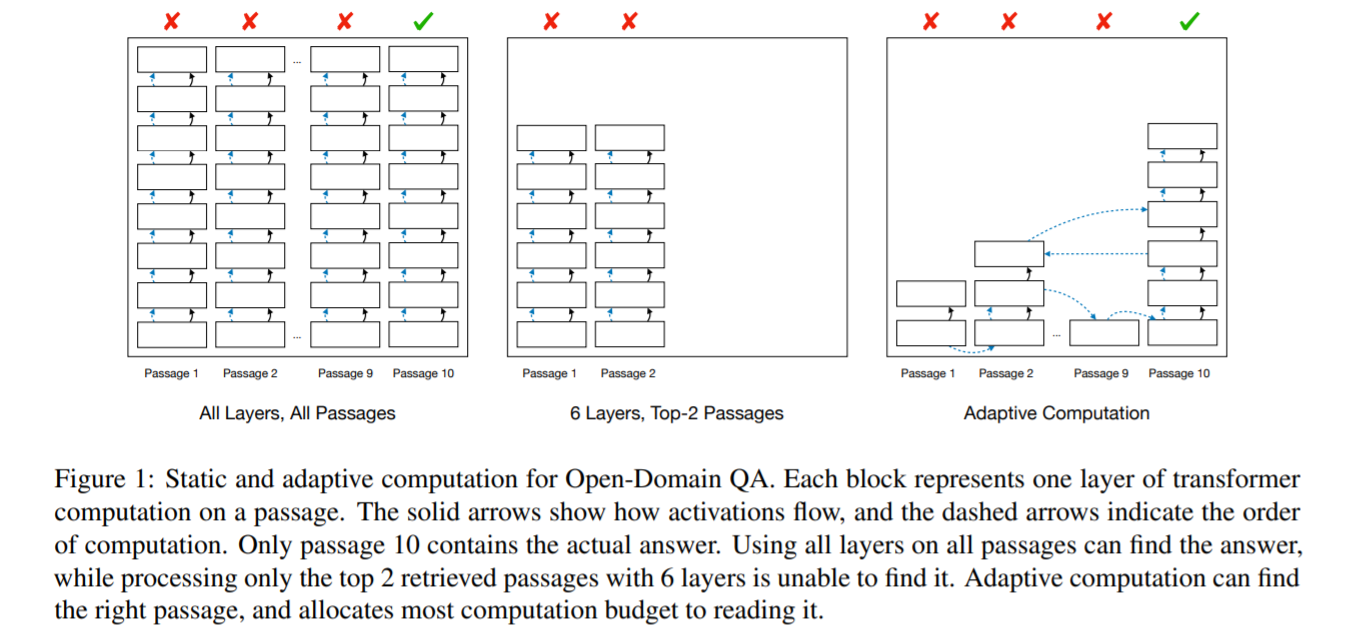 ✗ ✗ ✗ ✓ ✗ ✗ ✗ ✗ ✗ ✓
...
...
...
Passage 1 Passage 2 Passage 9 Passage 10 Passage 1 Passage 2 Passage 1 Passage 2 Passage 9 Passage 10
All Layers, All Passages 6 Layers, Top-2 Passages Adaptive Computation
Figure 1: Static and adaptive computation for Open-Domain QA. Each block represents one layer of transformer
computation on a passage. The solid arrows show how activations flow, and the dashed arrows indicate the order
of computation. Only passage 10 contains the actual answer. Using all layers on all passages can find the answer,
while processing only the top 2 retrieved passages with 6 layers is unable to find it. Adaptive computation can find
the right passage, and allocates most computation budget to reading it.